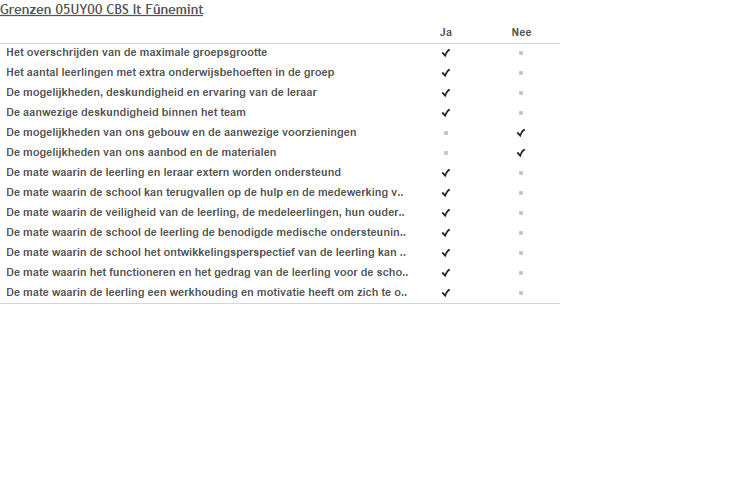 Grenzen 05UY00 CBS It Fûnemint
Ja Nee
Het overschrijden van de maximale groepsgrootte
Het aantal leerlingen met extra onderwijsbehoeften in de groep
De mogelijkheden, deskundigheid en ervaring van de leraar
De aanwezige deskundigheid binnen het team
De mogelijkheden van ons gebouw en de aanwezige voorzieningen
De mogelijkheden van ons aanbod en de materialen
De mate waarin de leerling en leraar extern worden ondersteund
De mate waarin de school kan terugvallen op de hulp en de medewerking v..
De mate waarin de veiligheid van de leerling, de medeleerlingen, hun ouder..
De mate waarin de school de leerling de benodigde medische ondersteunin..
De mate waarin de school het ontwikkelingsperspectief van de leerling kan ..
De mate waarin het functioneren en het gedrag van de leerling voor de scho..
De mate waarin de leerling een werkhouding en motivatie heeft om zich te o..